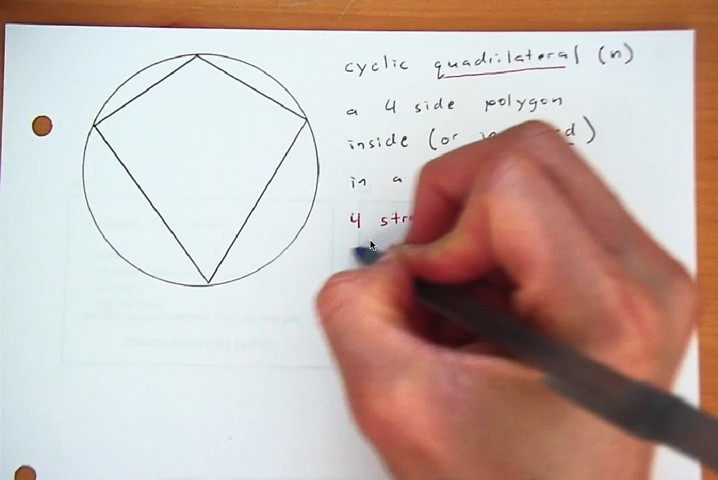 cyclic quadrilateral (n)
a 4 side polygon
inside (or
in a
4